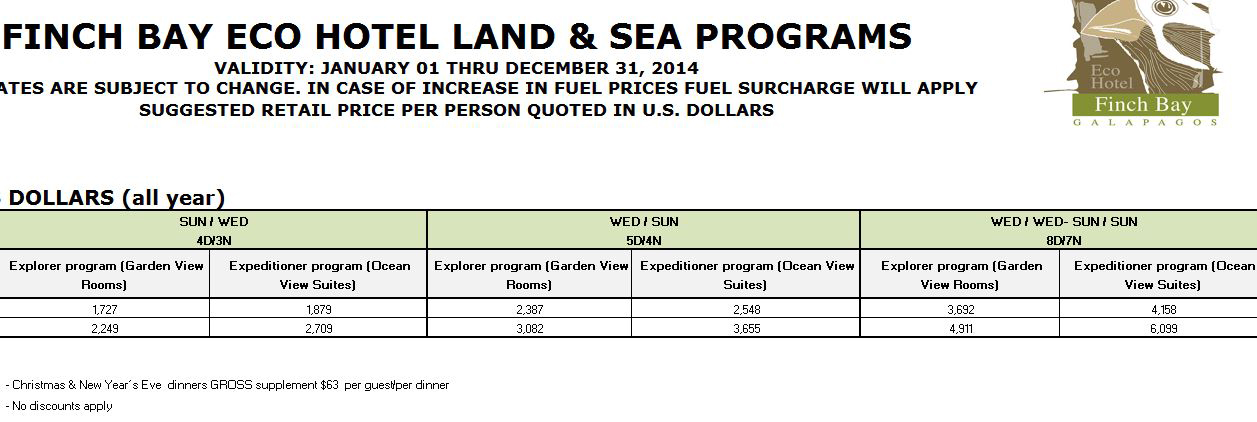 FINCH BAY ECO HOTEL LAND & SEA PROGRAMS
VALIDITY: JANUARY 01 THRU DECEMBER 31, 2014
ATES ARE SUBJECT TO CHANGE. IN CASE OF INCREASE IN FUEL PRICES FUEL SURCHARGE WILL APPLY
SUGGESTED RETAIL PRICE PER PERSON QUOTED IN U.S. DOLLARS
Eco
Hotel
Finch Bay
GALAPAGOS
DOLLARS (all year)
SUN / WED WED / SUN WED / WED- SUN / SUN
4D/3N 5D/4N 8D/7N
Explorer program (Garden View Expeditioner program (Ocean Explorer program (Garden View Expeditioner program (Ocean View Explorer program (Garden Expeditioner program (Ocean
Rooms) View Suites) Rooms) Suites) View Rooms) View Suites)
1,727 1,879 2,387 2,548 3,692 4,158
2,249 2,709 3,082 3,655 4,911 6,099
- Christmas & New Year´s Eve dinners GROSS supplement $63 per guest/per dinner
- No discounts apply